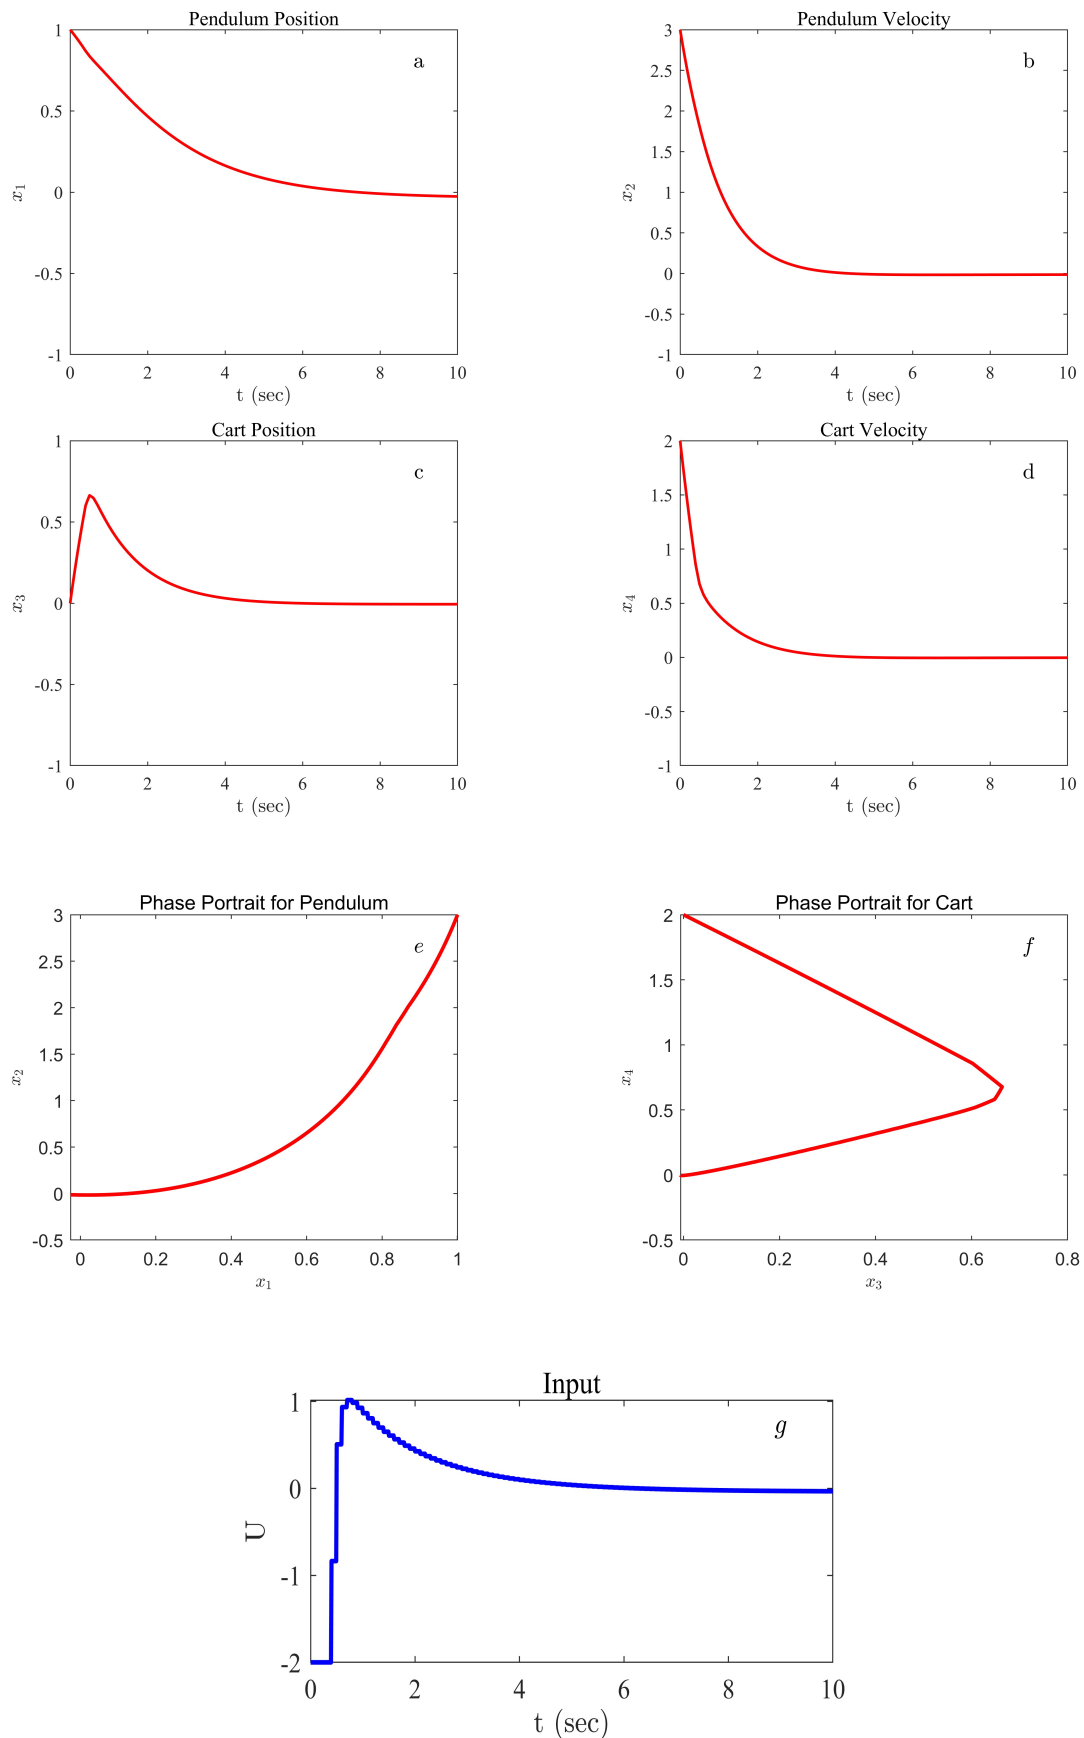 Pendulum Position
a
1
0.5
0
-0.5
-1
x1
0 2 4 6 8 10
t (sec)
Pendulum Velocity
b
3
2.5
2
1.5
1
0.5
0
-0.5
-1
x2
0 2 4 6 8 10
t (sec)
Cart Position
c
1
0.5
0
-0.5
-1
x3
0 2 4 6 8 10
t (sec)
Cart Velocity
d
2
1.5
1
0.5
0
-0.5
-1
x4
0 2 4 6 8 10
t (sec)
Phase Portrait for Pendulum
e
3
2.5
2
1.5
1
0.5
0
-0.5
x2
0 0.2 0.4 0.6 0.8 1
x1
Phase Portrait for Cart
f
2
1.5
1
0.5
0
-0.5
x4
0 0.2 0.4 0.6 0.8
x3
Input
g
1
0
-1
-2
U
0 2 4 6 8 10
t (sec)